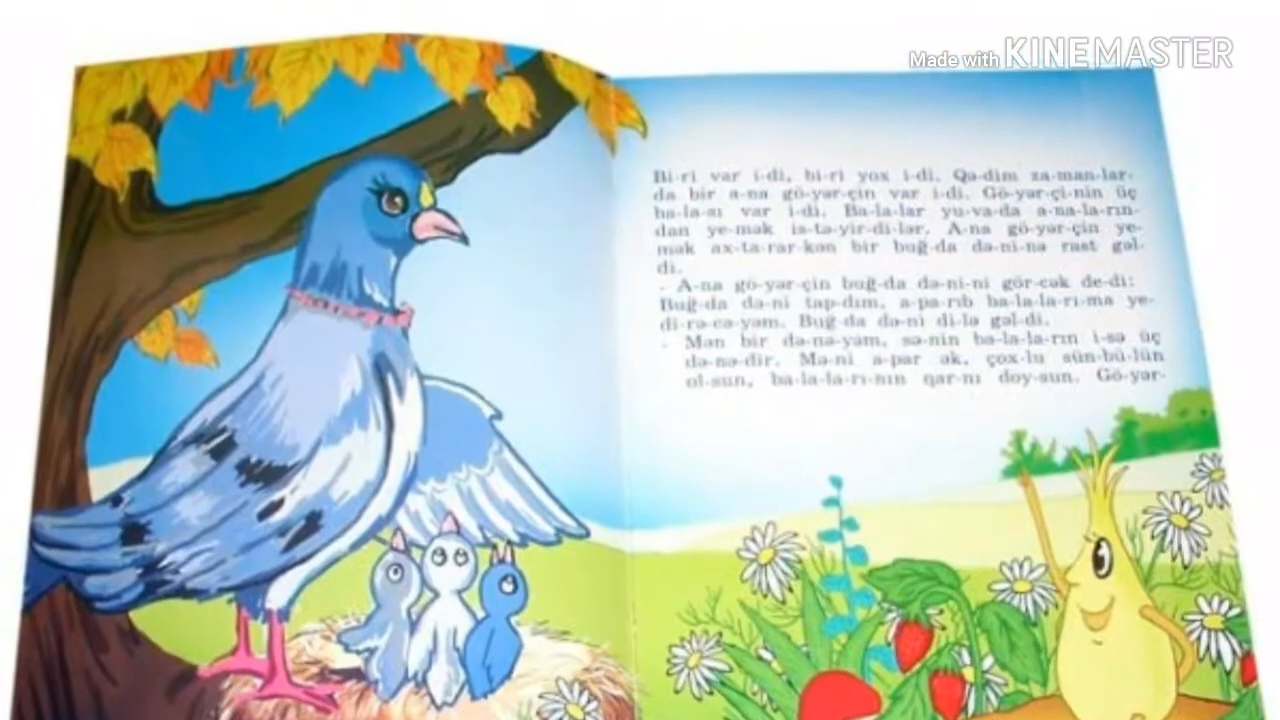 Made with KINEMASTER
Bi-ri var i-di, bi-ri yox i-di. Qə-dim za-man-lar-
da bir a-na gö-yər-çin var i-di. Gö-yər-çi-nin üç
ba-la-sı var i-di. Ba-la-lar yu-va-da a-na-la-rın-
dan ye-mək is-tə-yir-di-lər. A-na gö-yər-çin ye-
mək ax-ta-rar-kən bir buğ-da də-ni-nə rast gəl-
di.
- A-na gö-yər-çin buğ-da də-ni-ni gör-cək de-di:
Buğ-da də-ni tap-dım, a-pa-rıb ba-la-la-rı-ma ye-
di-rə-cə-yəm. Buğ-da də-ni di-lə gəl-di.
- Mən bir də-nə-yəm, sə-nin ba-la-la-rın i-sə üç
də-nə-dir. Mə-ni a-par ək, çox-lu sün-bü-lün
ol-sun, ba-la-la-rı-nın qar-nı doy-sun. Gö-yər-